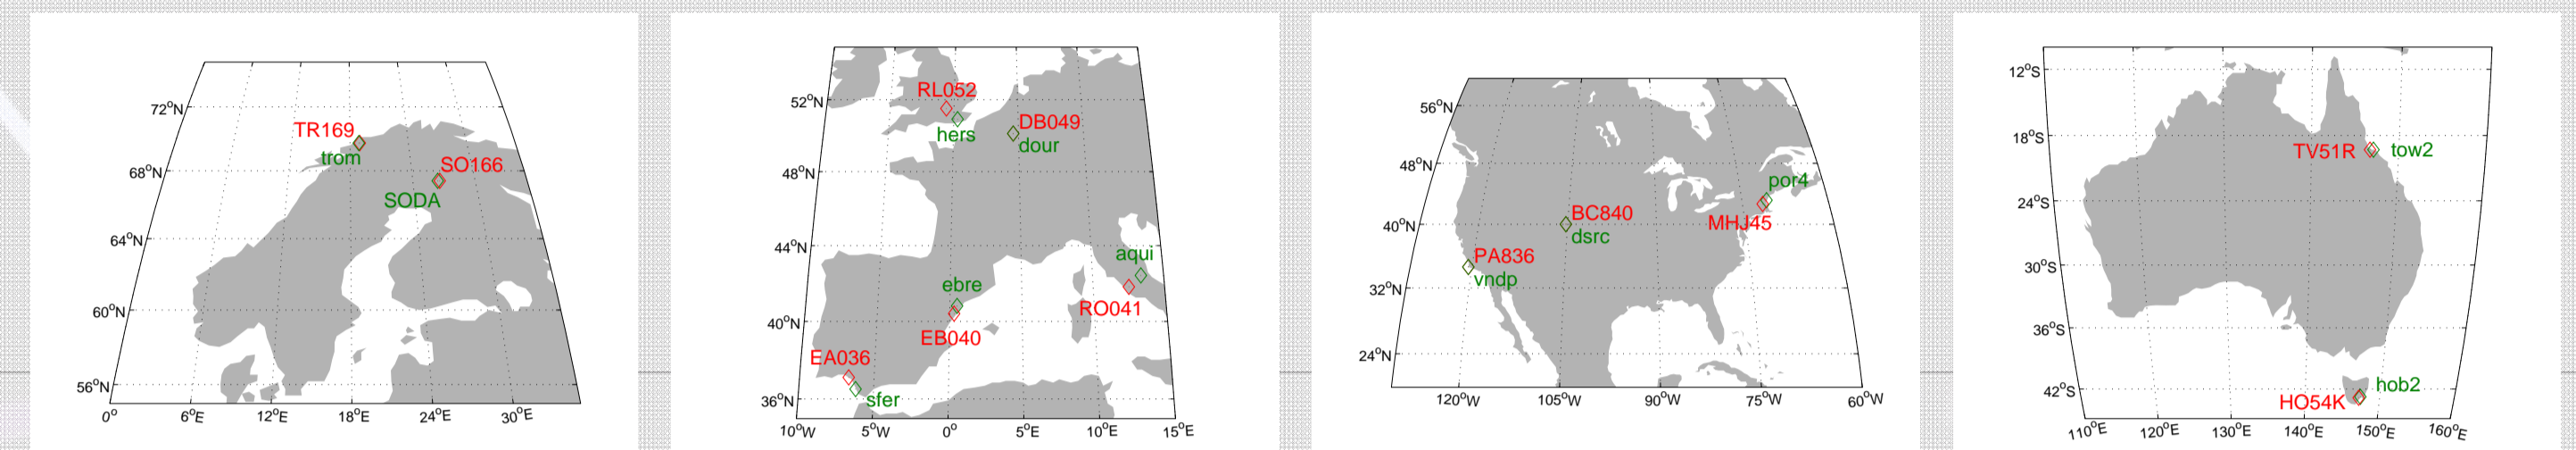 72°N
TR169
trom
SO166
68°N
SODA
64°N
60°N
56°N
0° 6°E 12°E 18°E 24°E 30°E
RL052
52°N
hers
DB049
dour
48°N
44°N
aqui
ebre
RO041
40°N
EB040
EA036
sfer
36°N
10°W 5°W 0° 5°E 10°E 15°E
56°N
48°N
por4
BC840
MHJ45
40°N
dsrc
PA836
vndp
32°N
24°N
120°W 105°W 90°W 75°W 60°W
12°S
18°S
TV51R tow2
24°S
30°S
36°S
hob2
42°S
HO54K
110°E 120°E 130°E 140°E 150°E 160°E